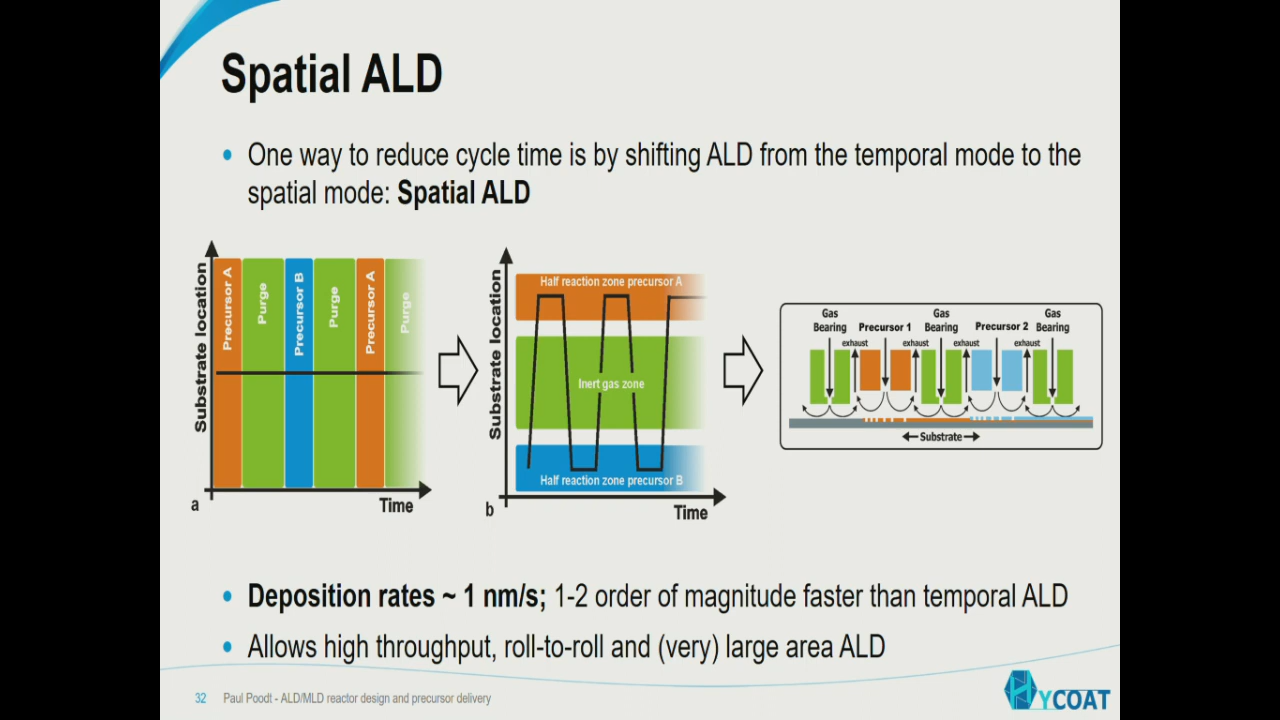 Spatial ALD
• One way to reduce cycle time is by shifting ALD from the temporal mode to the
spatial mode: Spatial ALD
Substrate location
Precursor A
Purge
Precursor B
Purge
Precursor A
Purge
a
Time
Substrate location
Half reaction zone precursor A
Inert gas zone
Half reaction zone precursor B
b
Time
Gas Bearing
Precursor 1
Gas Bearing
Precursor 2
Gas Bearing
exhaust
exhaust
exhaust
exhaust
Substrate
• Deposition rates ~ 1 nm/s; 1-2 order of magnitude faster than temporal ALD
• Allows high throughput, roll-to-roll and (very) large area ALD
32 Paul Poodt - ALD/MLD reactor design and precursor delivery
HYCOAT